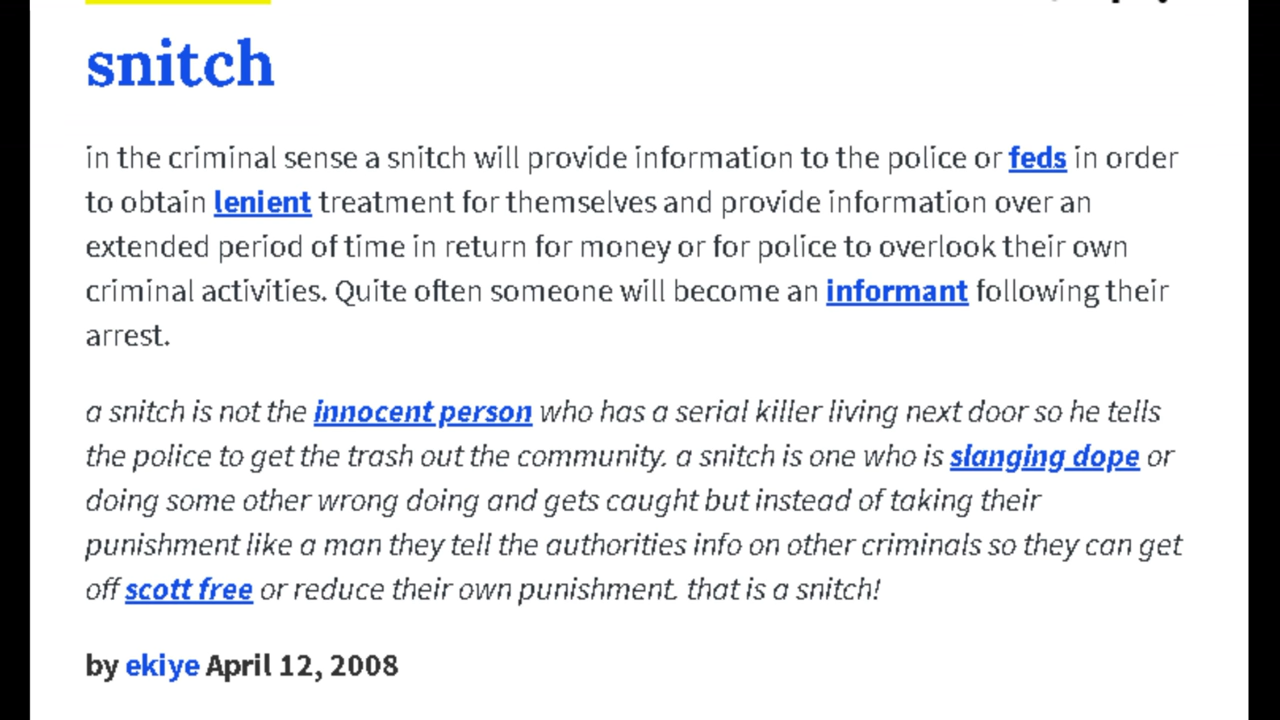 snitch
in the criminal sense a snitch will provide information to the police or feds in order
to obtain lenient treatment for themselves and provide information over an
extended period of time in return for money or for police to overlook their own
criminal activities. Quite often someone will become an informant following their
arrest.
a snitch is not the innocent person who has a serial killer living next door so he tells
the police to get the trash out the community. a snitch is one who is slanging dope or
doing some other wrong doing and gets caught but instead of taking their
punishment like a man they tell the authorities info on other criminals so they can get
off scott free or reduce their own punishment. that is a snitch!
by ekiye April 12, 2008